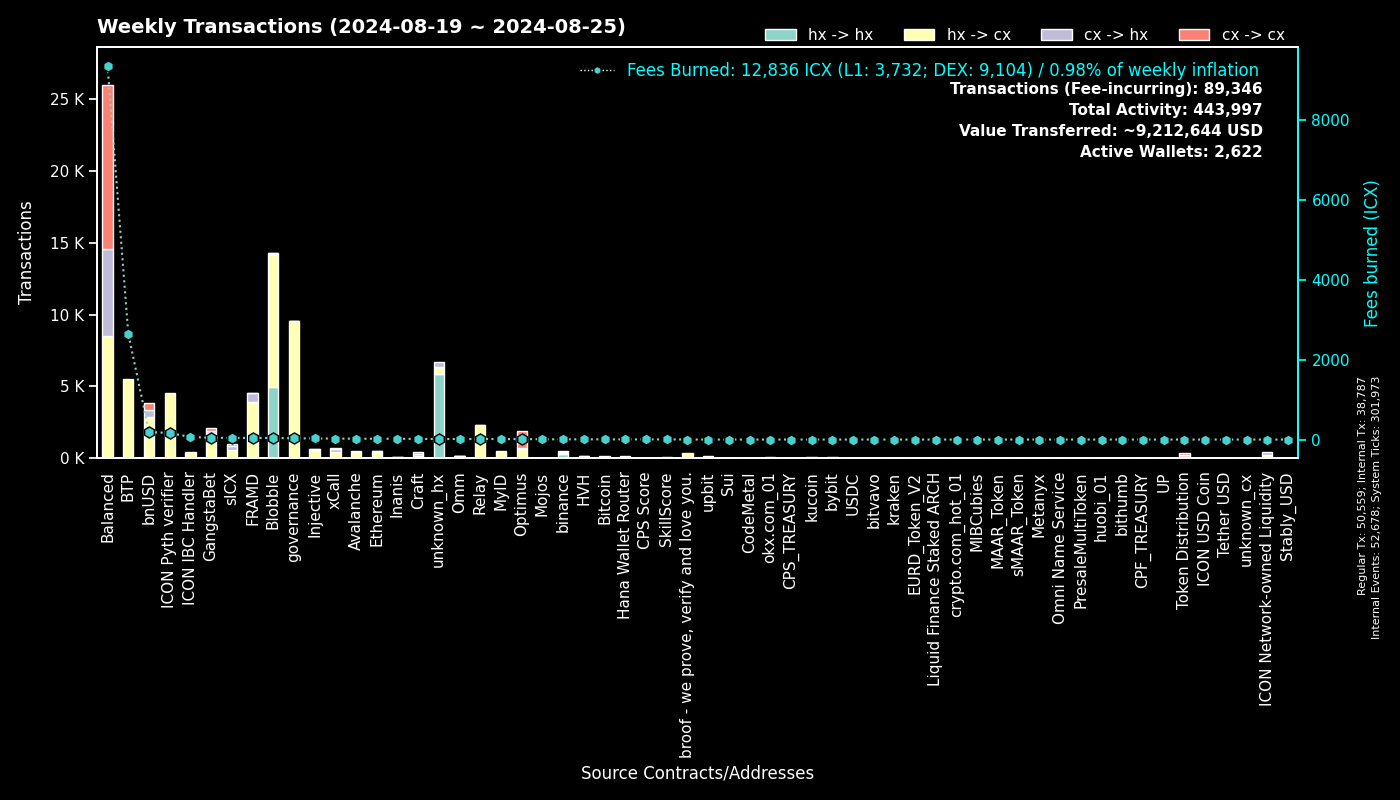 Weekly Transactions (2024-08-19 ~ 2024-08-25)
hx -> hx
hx -> cx
cx -> hx
cx -> cx
Fees Burned: 12,836 ICX (L1: 3,732; DEX: 9,104) / 0.98% of weekly inflation
Transactions (Fee-incurring): 89,346
Total Activity: 443,997
Value Transferred: ~9,212,644 USD
Active Wallets: 2,622
Transactions
25 K
20 K
15 K
10 K
5 K
0 K
8000
6000
4000
2000
0
Fees burned (ICX)
Regular Tx: 50,559; Internal Tx: 38,787
Internal Events: 52,678; System Ticks: 301,973
Balanced
BTP
bnUSD
ICON Pyth verifier
ICON IBC Handler
GangstaBet
sICX
FRAMD
Blobble
governance
Injective
xCall
Avalanche
Ethereum
Inanis
Craft
unknown_hx
Omm
Relay
MyID
Optimus
Mojos
binance
HVH
Bitcoin
Hana Wallet Router
CPS Score
SkillScore
broof - we prove, verify and love you.
upbit
Sui
CodeMetal
okx.com_01
CPS_TREASURY
kucoin
bybit
USDC
bitvavo
kraken
EURD_Token_V2
Liquid Finance Staked ARCH
crypto.com_hot_01
MIBCubies
MAAR_Token
sMAAR_Token
Metanyx
Omni Name Service
PresaleMultiToken
huobi_01
bithumb
CPF_TREASURY
UP
Token Distribution
ICON USD Coin
Tether USD
unknown_cx
ICON Network-owned Liquidity
Stably_USD
Source Contracts/Addresses